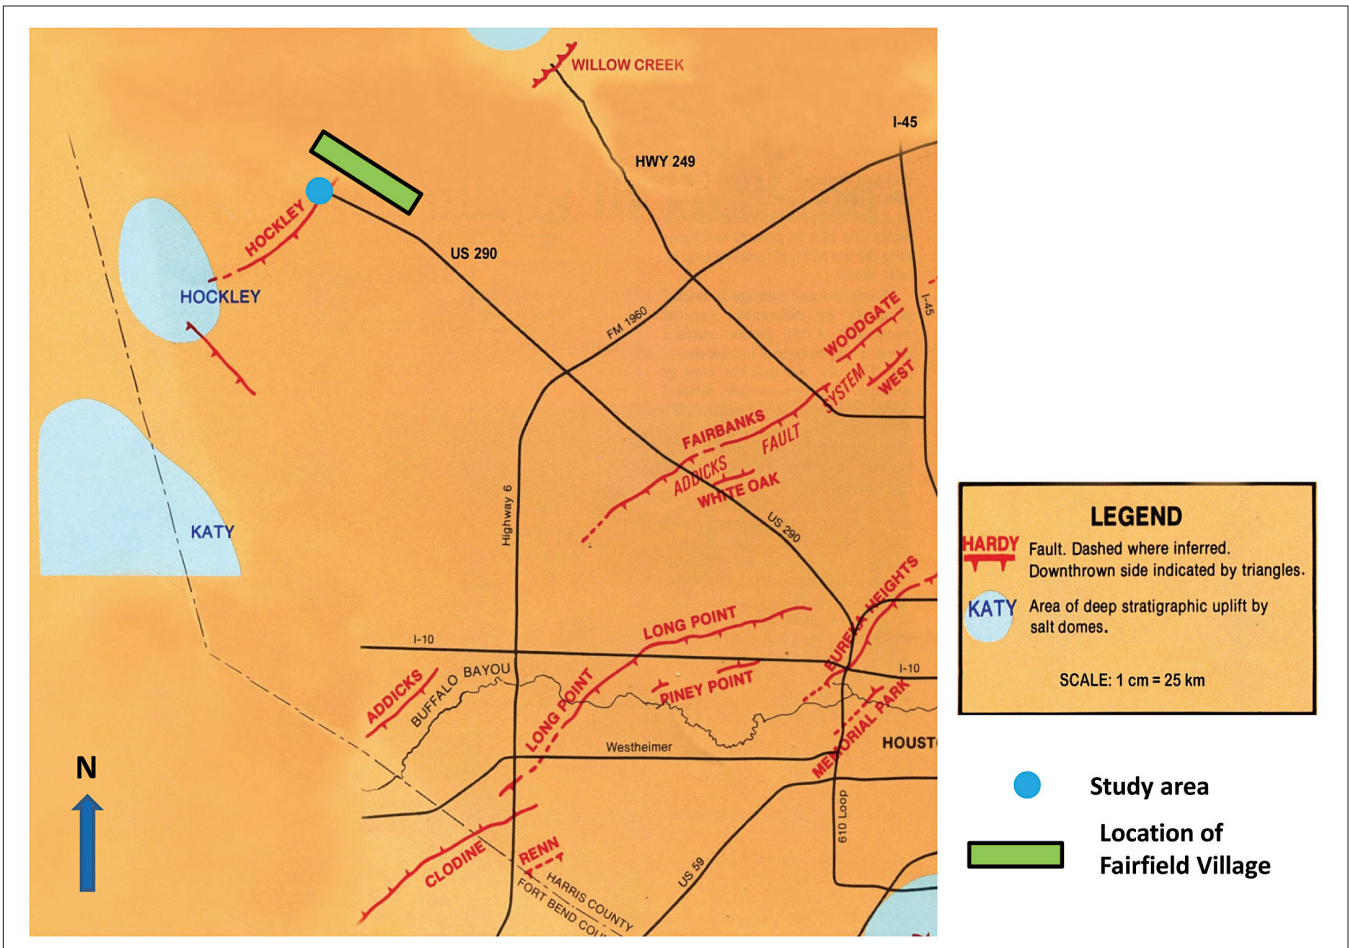 WILLOW CREEK
I-45
HWY 249
HOCKLEY
US 290
HOCKLEY
I-45
WOODGATE
FM 1960
SYSTEM
WEST
FAIRBANKS
FAULT
ADDICKS
WHITE OAK
KATY
Highway 6
US 290
EUREKA HEIGHTS
LONG POINT
I-10
I-10
BUFFALO BAYOU
ADDICKS
PINEY POINT
LONG POINT
MEMORIAL PARK
Westheimer
HOUST
610 Loop
CLODINE
RENN
US 59
HARRIS COUNTY
FORT BEND COU
N
LEGEND
HARDY
Fault. Dashed where inferred.
Downthrown side indicated by triangles.
KATY
Area of deep stratigraphic uplift by
salt domes.
SCALE: 1 cm = 25 km
Study area
Location of
Fairfield Village